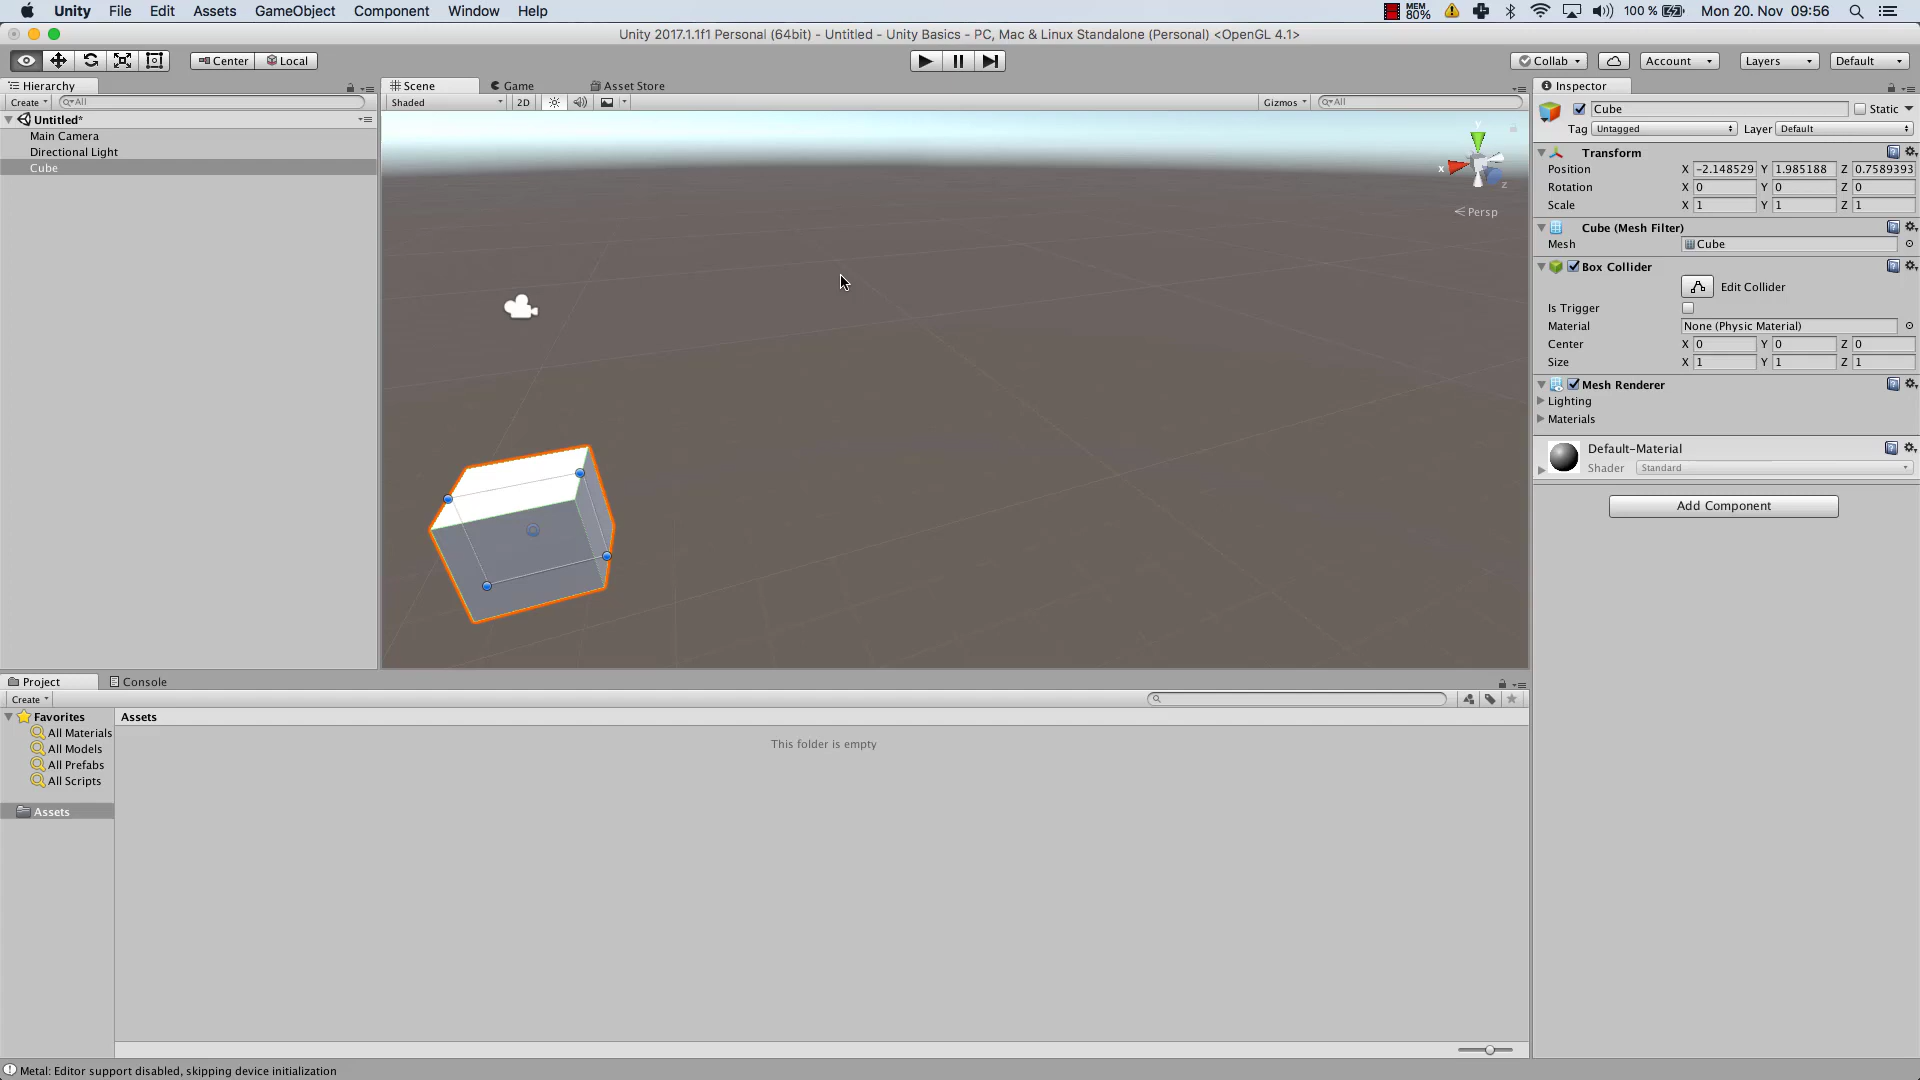 Unity File Edit Assets GameObject Component Window Help MEM 80% 100 % Mon 20. Nov 09:56
Unity 2017.1.1f1 Personal (64bit) - Untitled - Unity Basics - PC, Mac & Linux Standalone (Personal) <OpenGL 4.1>
Center Local Collab Account Layers Default
Hierarchy
Create All
Untitled*
Main Camera
Directional Light
Cube
Scene Game Asset Store
Shaded 2D Gizmos All
Y
x
z
Persp
Inspector
Cube Static
Tag Untagged Layer Default
Transform
Position X -2.148529 Y 1.985188 Z 0.7589393
Rotation X 0 Y 0 Z 0
Scale X 1 Y 1 Z 1
Cube (Mesh Filter)
Mesh Cube
Box Collider
Edit Collider
Is Trigger
Material None (Physic Material)
Center X 0 Y 0 Z 0
Size X 1 Y 1 Z 1
Mesh Renderer
Lighting
Materials
Default-Material
Shader Standard
Add Component
Project Console
Create
Favorites
All Materials
All Models
All Prefabs
All Scripts
Assets
Assets
This folder is empty
Metal: Editor support disabled, skipping device initialization